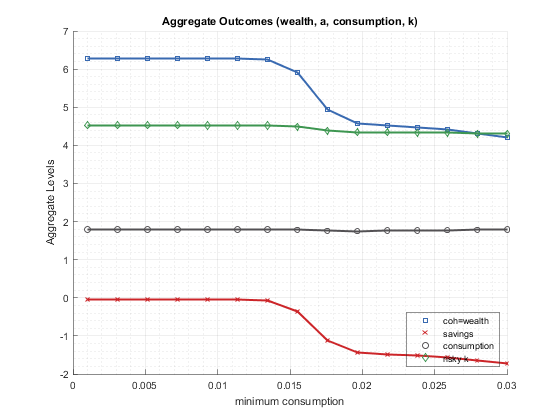 Aggregate Outcomes (wealth, a, consumption, k)
7
6
5
4
3
2
1
0
-1
-2
Aggregate Levels
coh=wealth
savings
consumption
risky k
0 0.005 0.01 0.015 0.02 0.025 0.03
minimum consumption